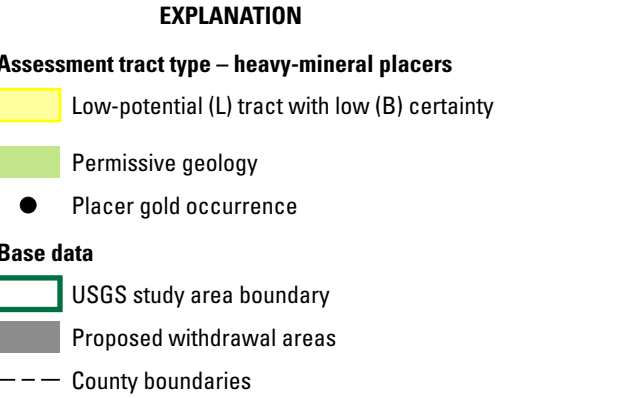 EXPLANATION
Assessment tract type – heavy-mineral placers
Low-potential (L) tract with low (B) certainty
Permissive geology
Placer gold occurrence
Base data
USGS study area boundary
Proposed withdrawal areas
County boundaries